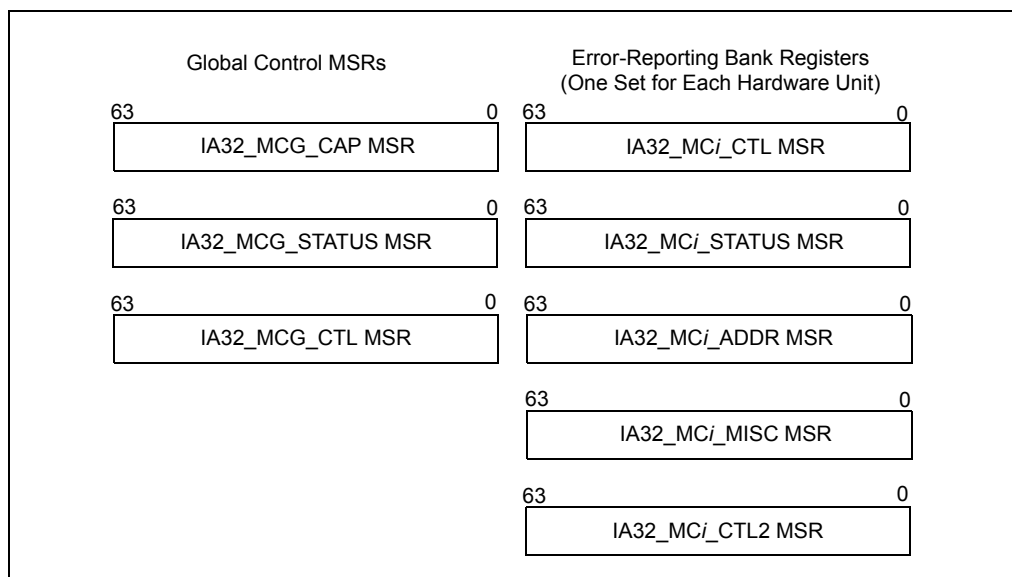 Global Control MSRs
63 0
IA32_MCG_CAP MSR
63 0
IA32_MCG_STATUS MSR
63 0
IA32_MCG_CTL MSR
Error-Reporting Bank Registers
(One Set for Each Hardware Unit)
63 0
IA32_MCi_CTL MSR
63 0
IA32_MCi_STATUS MSR
63 0
IA32_MCi_ADDR MSR
63 0
IA32_MCi_MISC MSR
63 0
IA32_MCi_CTL2 MSR